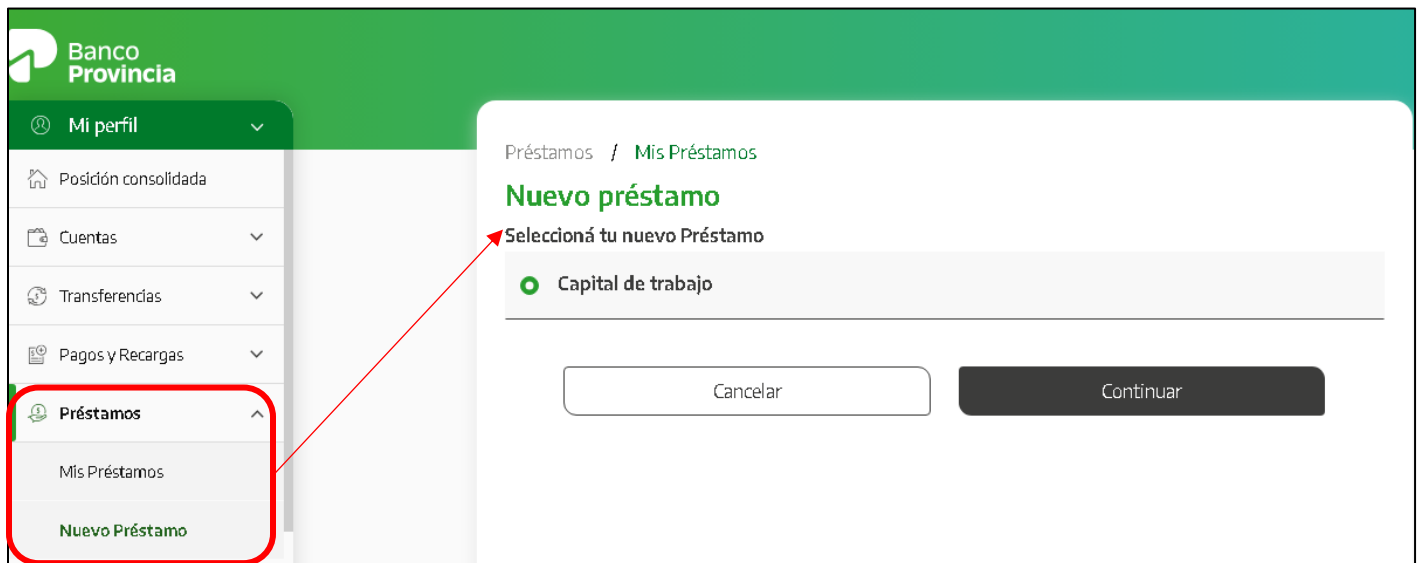 Banco
Provincia
Mi perfil
Posición consolidada
Cuentas
Transferencias
Pagos y Recargas
Préstamos
Mis Préstamos
Nuevo Préstamo
Préstamos / Mis Préstamos
Nuevo préstamo
Seleccioná tu nuevo Préstamo
Capital de trabajo
Cancelar
Continuar